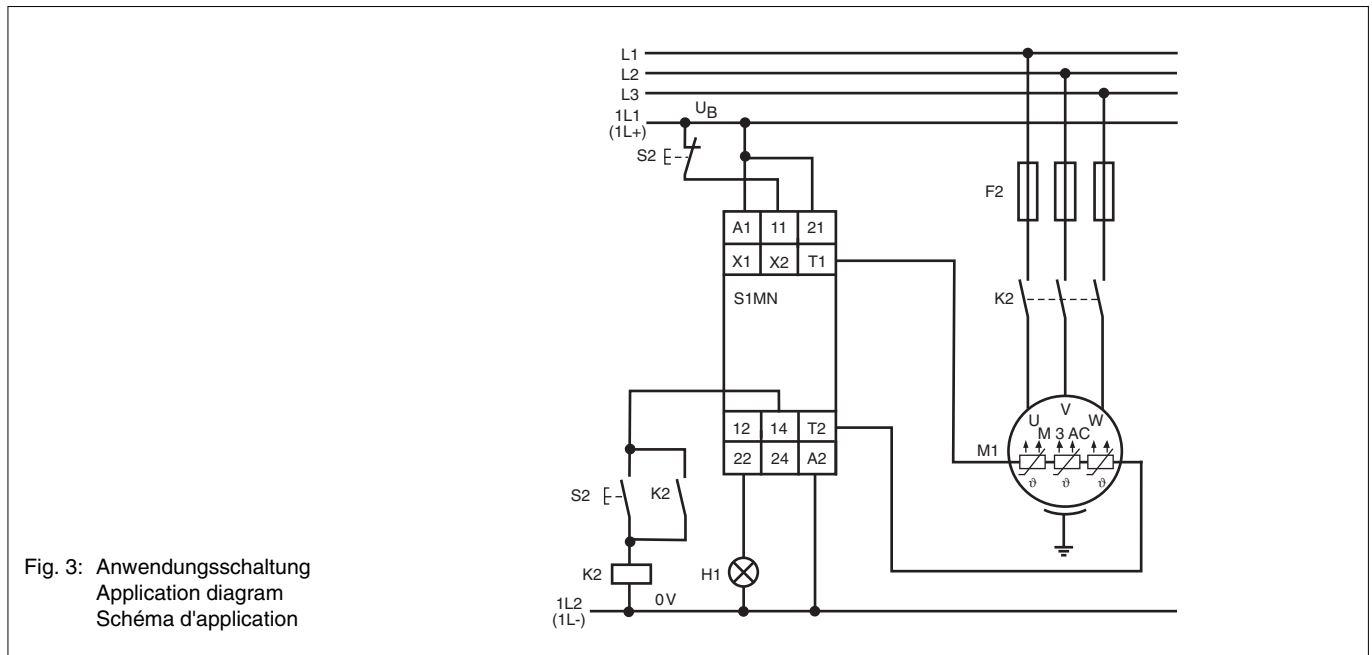 L1
L2
L3
1L1
(1L+)
U_B
S2
F2
A1 11 21
X1 X2 T1
S1MN
K2
12 14 T2
22 24 A2
U V W
M 3 AC
M1
ϑ ϑ ϑ
S2
K2
K2
H1
1L2
(1L-)
0 V
Fig. 3: Anwendungsschaltung
Application diagram
Schéma d'application